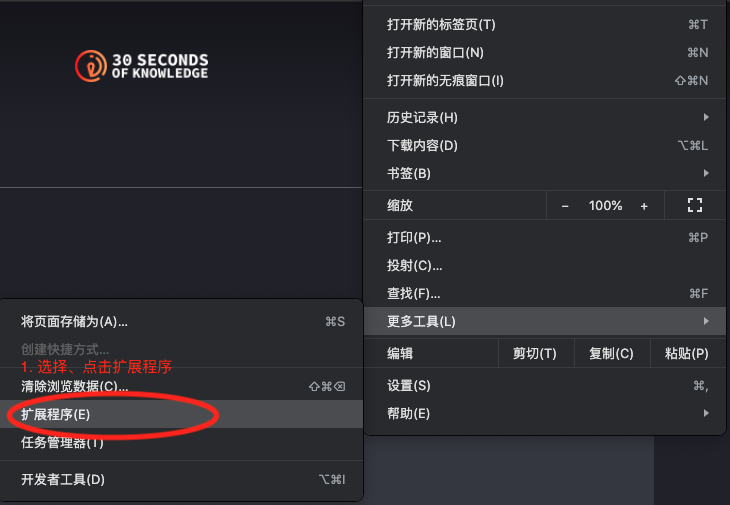 30 SECONDS
OF KNOWLEDGE
打开新的标签页(T) ⌘T
打开新的窗口(N) ⌘N
打开新的无痕窗口(I) ⇧⌘N
历史记录(H)
下载内容(D) ⌥⌘L
书签(B)
缩放 − 100% +
打印(P)... ⌘P
投射(C)...
查找(F)... ⌘F
更多工具(L)
编辑 剪切(T) 复制(C) 粘贴(P)
设置(S) ⌘,
帮助(E)
将页面存储为(A)... ⌘S
创建快捷方式...
1. 选择、点击扩展程序
清除浏览数据(C)... ⇧⌘⌫
扩展程序(E)
任务管理器(T)
开发者工具(D) ⌥⌘I